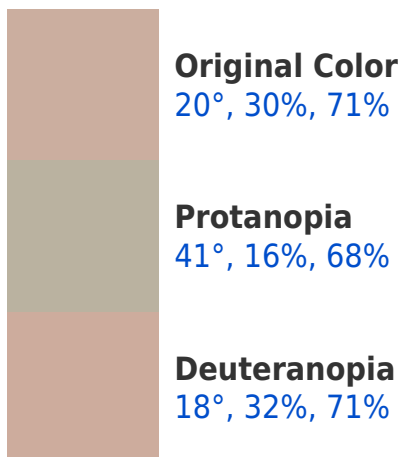 Original Color
20°, 30%, 71%
Protanopia
41°, 16%, 68%
Deuteranopia
18°, 32%, 71%